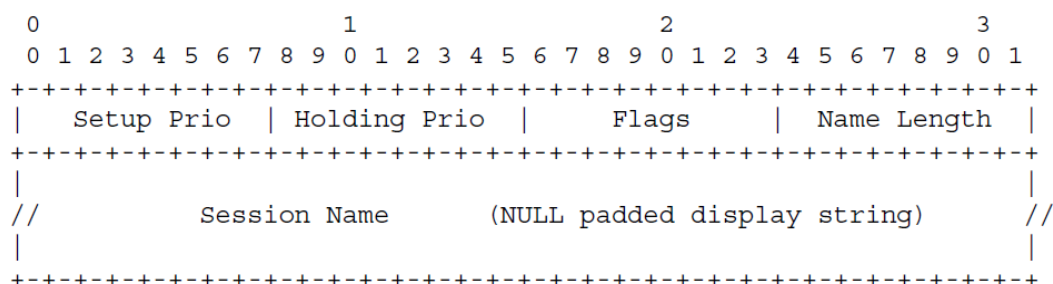 0                   1                   2                   3
 0 1 2 3 4 5 6 7 8 9 0 1 2 3 4 5 6 7 8 9 0 1 2 3 4 5 6 7 8 9 0 1
+-+-+-+-+-+-+-+-+-+-+-+-+-+-+-+-+-+-+-+-+-+-+-+-+-+-+-+-+-+-+-+-+
|   Setup Prio  | Holding Prio  |     Flags     |  Name Length  |
+-+-+-+-+-+-+-+-+-+-+-+-+-+-+-+-+-+-+-+-+-+-+-+-+-+-+-+-+-+-+-+-+
|                                                               |
//          Session Name      (NULL padded display string)      //
|                                                               |
+-+-+-+-+-+-+-+-+-+-+-+-+-+-+-+-+-+-+-+-+-+-+-+-+-+-+-+-+-+-+-+-+